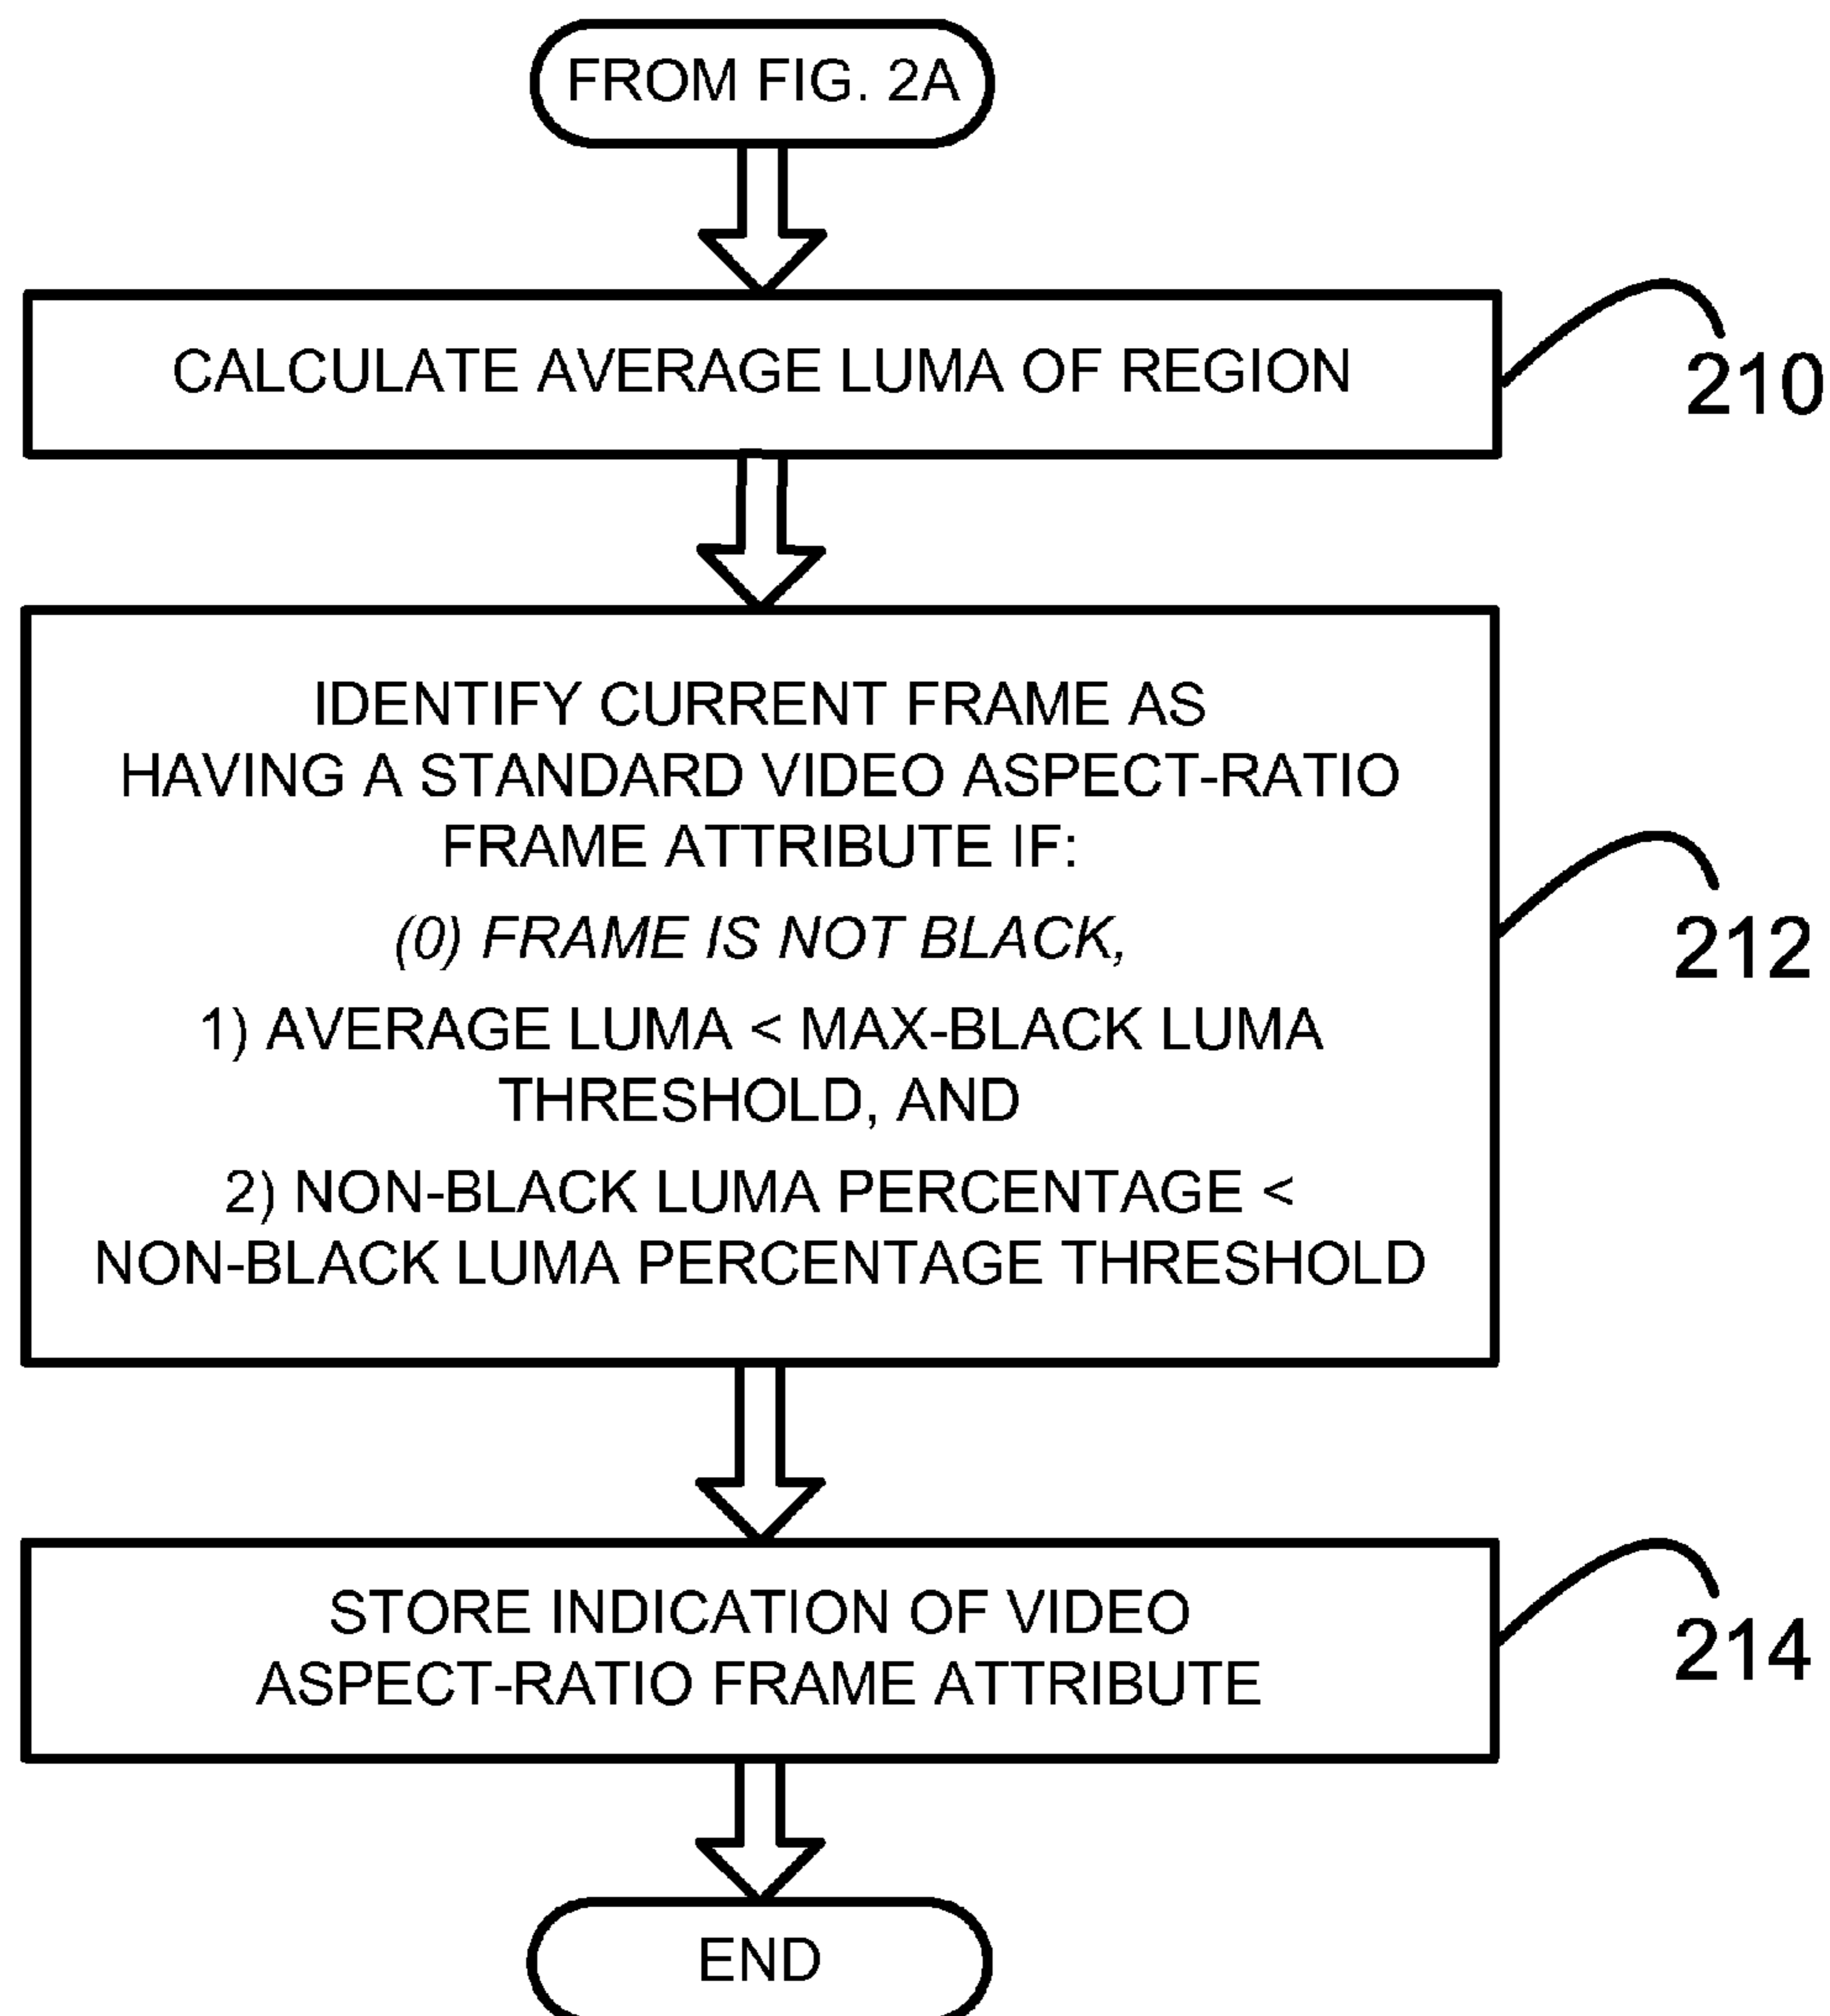 FROM FIG. 2A
CALCULATE AVERAGE LUMA OF REGION
210
IDENTIFY CURRENT FRAME AS
HAVING A STANDARD VIDEO ASPECT-RATIO
FRAME ATTRIBUTE IF:
(0) FRAME IS NOT BLACK,
1) AVERAGE LUMA < MAX-BLACK LUMA
THRESHOLD, AND
2) NON-BLACK LUMA PERCENTAGE <
NON-BLACK LUMA PERCENTAGE THRESHOLD
212
STORE INDICATION OF VIDEO
ASPECT-RATIO FRAME ATTRIBUTE
214
END